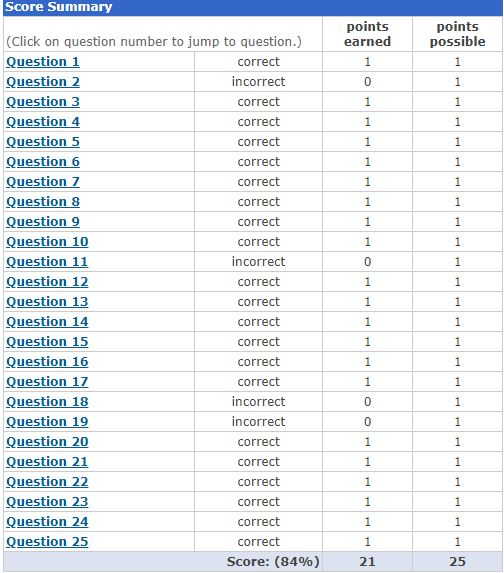 Score Summary
(Click on question number to jump to question.) points earned points possible
Question 1 correct 1 1
Question 2 incorrect 0 1
Question 3 correct 1 1
Question 4 correct 1 1
Question 5 correct 1 1
Question 6 correct 1 1
Question 7 correct 1 1
Question 8 correct 1 1
Question 9 correct 1 1
Question 10 correct 1 1
Question 11 incorrect 0 1
Question 12 correct 1 1
Question 13 correct 1 1
Question 14 correct 1 1
Question 15 correct 1 1
Question 16 correct 1 1
Question 17 correct 1 1
Question 18 incorrect 0 1
Question 19 incorrect 0 1
Question 20 correct 1 1
Question 21 correct 1 1
Question 22 correct 1 1
Question 23 correct 1 1
Question 24 correct 1 1
Question 25 correct 1 1
Score: (84%) 21 25